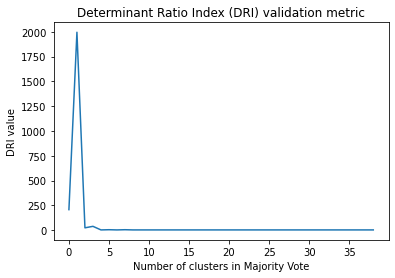 Determinant Ratio Index (DRI) validation metric
2000
1750
1500
1250
1000
750
500
250
0
DRI value
0 5 10 15 20 25 30 35
Number of clusters in Majority Vote